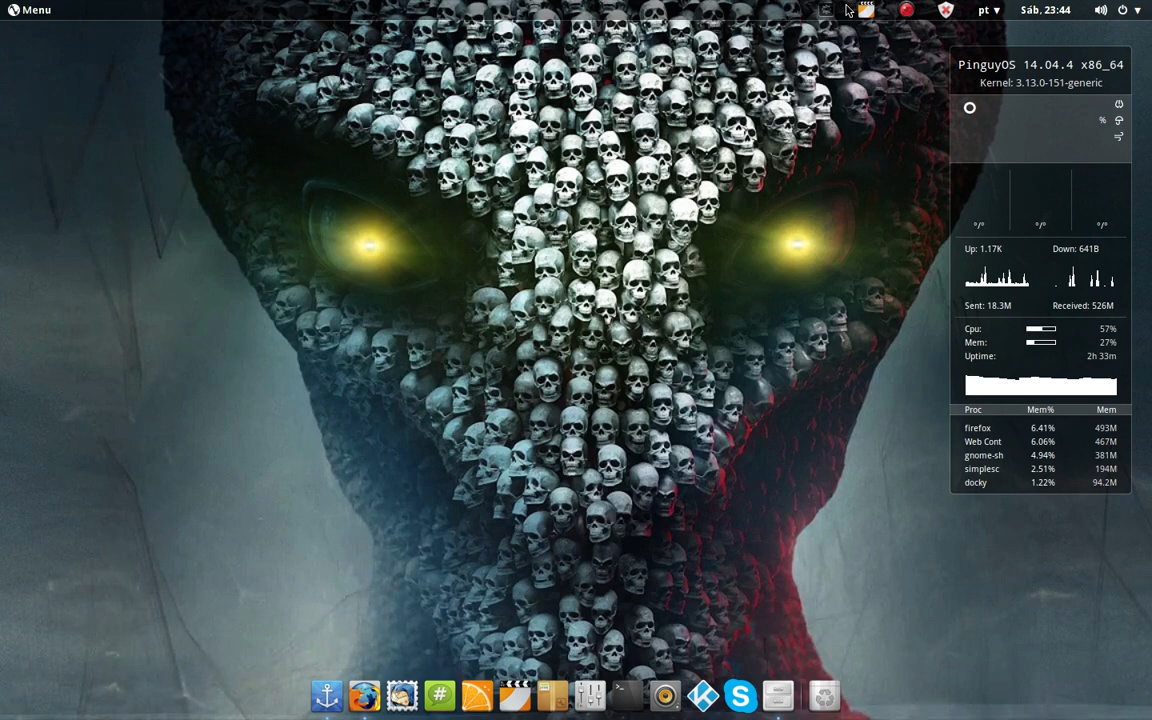 Menu
pt ▼
Sáb, 23:44
PinguyOS 14.04.4 x86_64
Kernel: 3.13.0-151-generic
%
°/° °/° °/°
Up: 1.17K Down: 641B
Sent: 18.3M Received: 526M
Cpu: 57%
Mem: 27%
Uptime: 2h 33m
Proc Mem% Mem
firefox 6.41% 493M
Web Cont 6.06% 467M
gnome-sh 4.94% 381M
simplesc 2.51% 194M
docky 1.22% 94.2M
#
>_
S